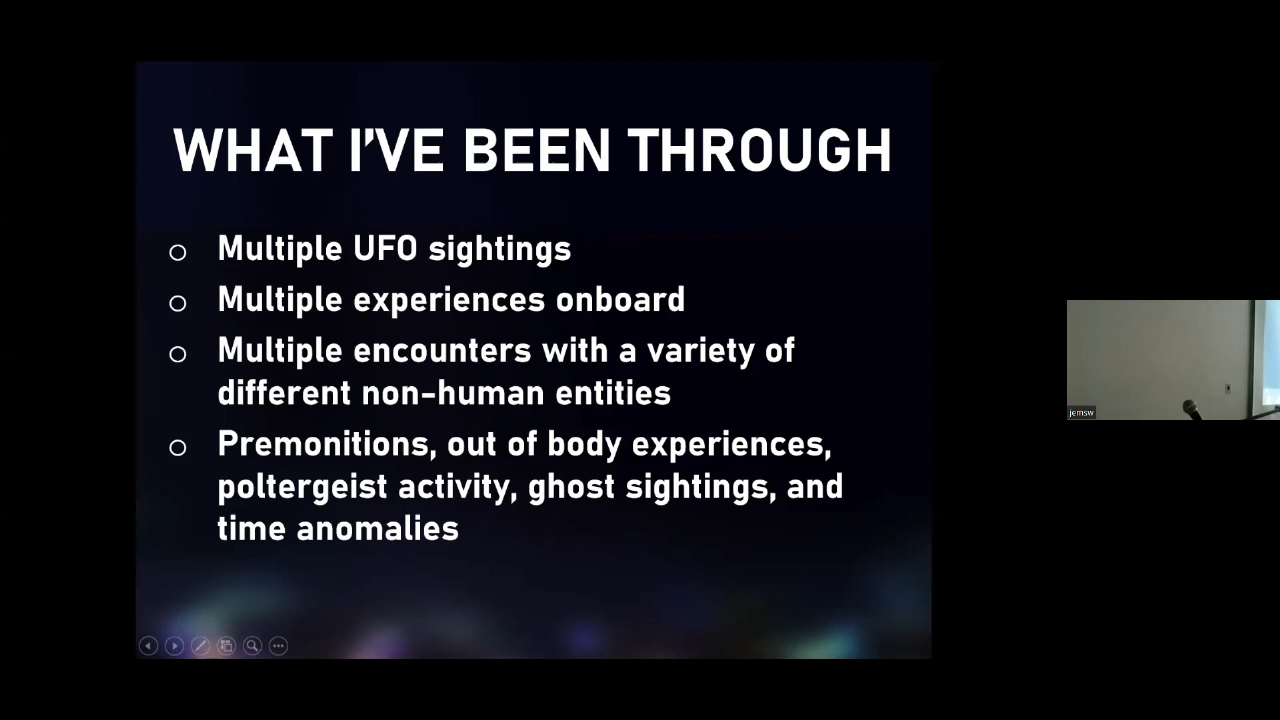 WHAT I'VE BEEN THROUGH
Multiple UFO sightings
Multiple experiences onboard
Multiple encounters with a variety of
different non-human entities
Premonitions, out of body experiences,
poltergeist activity, ghost sightings, and
time anomalies
jemsw